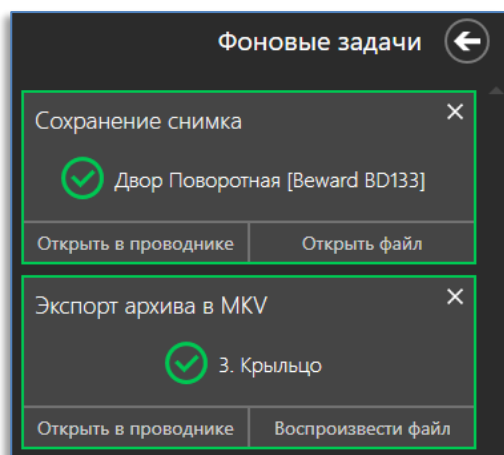 Фоновые задачи
Сохранение снимка
Двор Поворотная [Beward BD133]
Открыть в проводнике Открыть файл
Экспорт архива в MKV
3. Крыльцо
Открыть в проводнике Воспроизвести файл